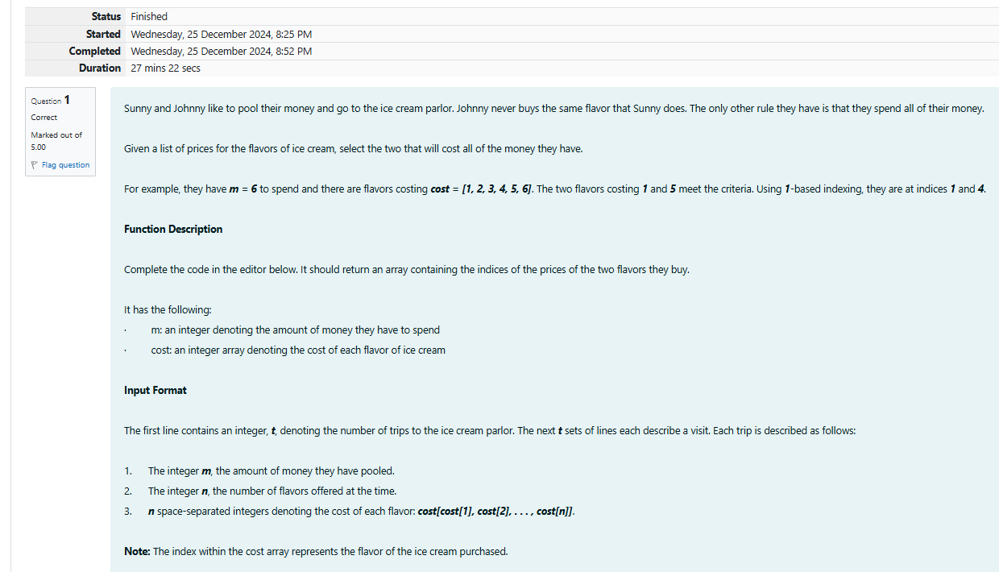 Status Finished
Started Wednesday, 25 December 2024, 8:25 PM
Completed Wednesday, 25 December 2024, 8:52 PM
Duration 27 mins 22 secs
Question 1
Correct
Marked out of
5.00
Flag question
Sunny and Johnny like to pool their money and go to the ice cream parlor. Johnny never buys the same flavor that Sunny does. The only other rule they have is that they spend all of their money.
Given a list of prices for the flavors of ice cream, select the two that will cost all of the money they have.
For example, they have m = 6 to spend and there are flavors costing cost = [1, 2, 3, 4, 5, 6]. The two flavors costing 1 and 5 meet the criteria. Using 1-based indexing, they are at indices 1 and 4.
Function Description
Complete the code in the editor below. It should return an array containing the indices of the prices of the two flavors they buy.
It has the following:
· m: an integer denoting the amount of money they have to spend
· cost: an integer array denoting the cost of each flavor of ice cream
Input Format
The first line contains an integer, t, denoting the number of trips to the ice cream parlor. The next t sets of lines each describe a visit. Each trip is described as follows:
1. The integer m, the amount of money they have pooled.
2. The integer n, the number of flavors offered at the time.
3. n space-separated integers denoting the cost of each flavor: cost[cost[1], cost[2], . . . , cost[n]].
Note: The index within the cost array represents the flavor of the ice cream purchased.